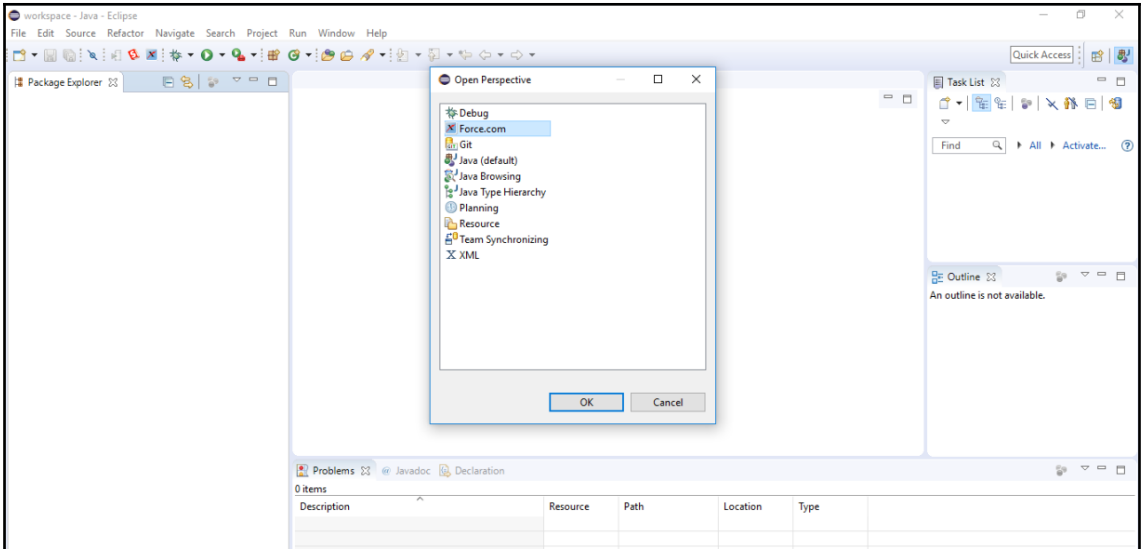 workspace - Java - Eclipse
File Edit Source Refactor Navigate Search Project Run Window Help
Quick Access
Package Explorer
Open Perspective
Debug
Force.com
Git
Java (default)
Java Browsing
Java Type Hierarchy
Planning
Resource
Team Synchronizing
XML
OK Cancel
Task List
Find All Activate...
Outline
An outline is not available.
Problems @ Javadoc Declaration
0 items
Description Resource Path Location Type